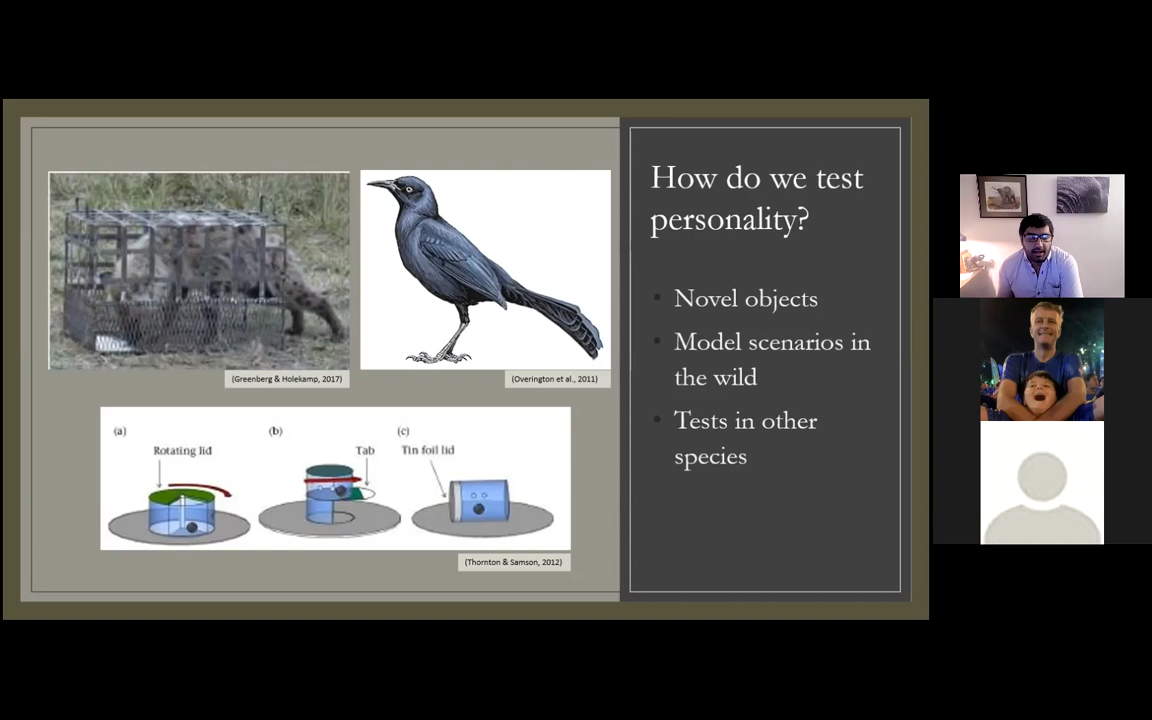 How do we test
personality?
Novel objects
Model scenarios in
the wild
Tests in other
species
(Greenberg & Holekamp, 2017)
(Overington et al., 2011)
(a)
Rotating lid
(b)
Tab
(c)
Tin foil lid
(Thornton & Samson, 2012)